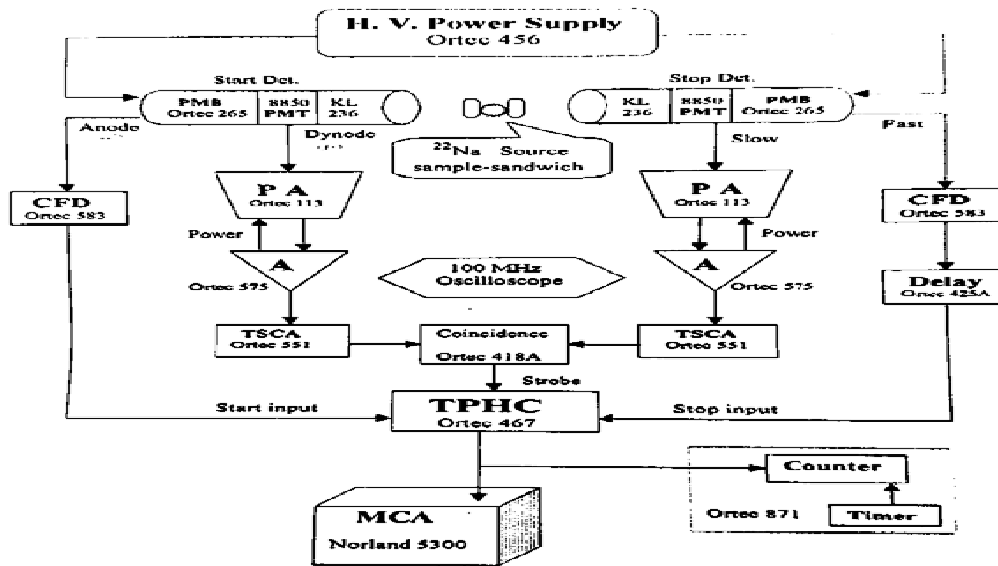 H. V. Power Supply
Ortec 456
Start Det.
Stop Det.
PMB
Ortec 265
8850
PMT
KL
236
KL
236
8850
PMT
PMB
Ortec 265
Anode
Dynode
22Na Source
sample-sandwich
Slow
Fast
CFD
Ortec 583
P A
Ortec 113
P A
Ortec 113
CFD
Ortec 583
Power
Power
A
Ortec 575
100 MHz
Oscilloscope
A
Ortec 575
Delay
Ortec 425A
TSCA
Ortec 551
Coincidence
Ortec 418A
TSCA
Ortec 551
Strobe
Start input
TPHC
Ortec 467
Stop input
Counter
MCA
Norland 5300
Ortec 871
Timer